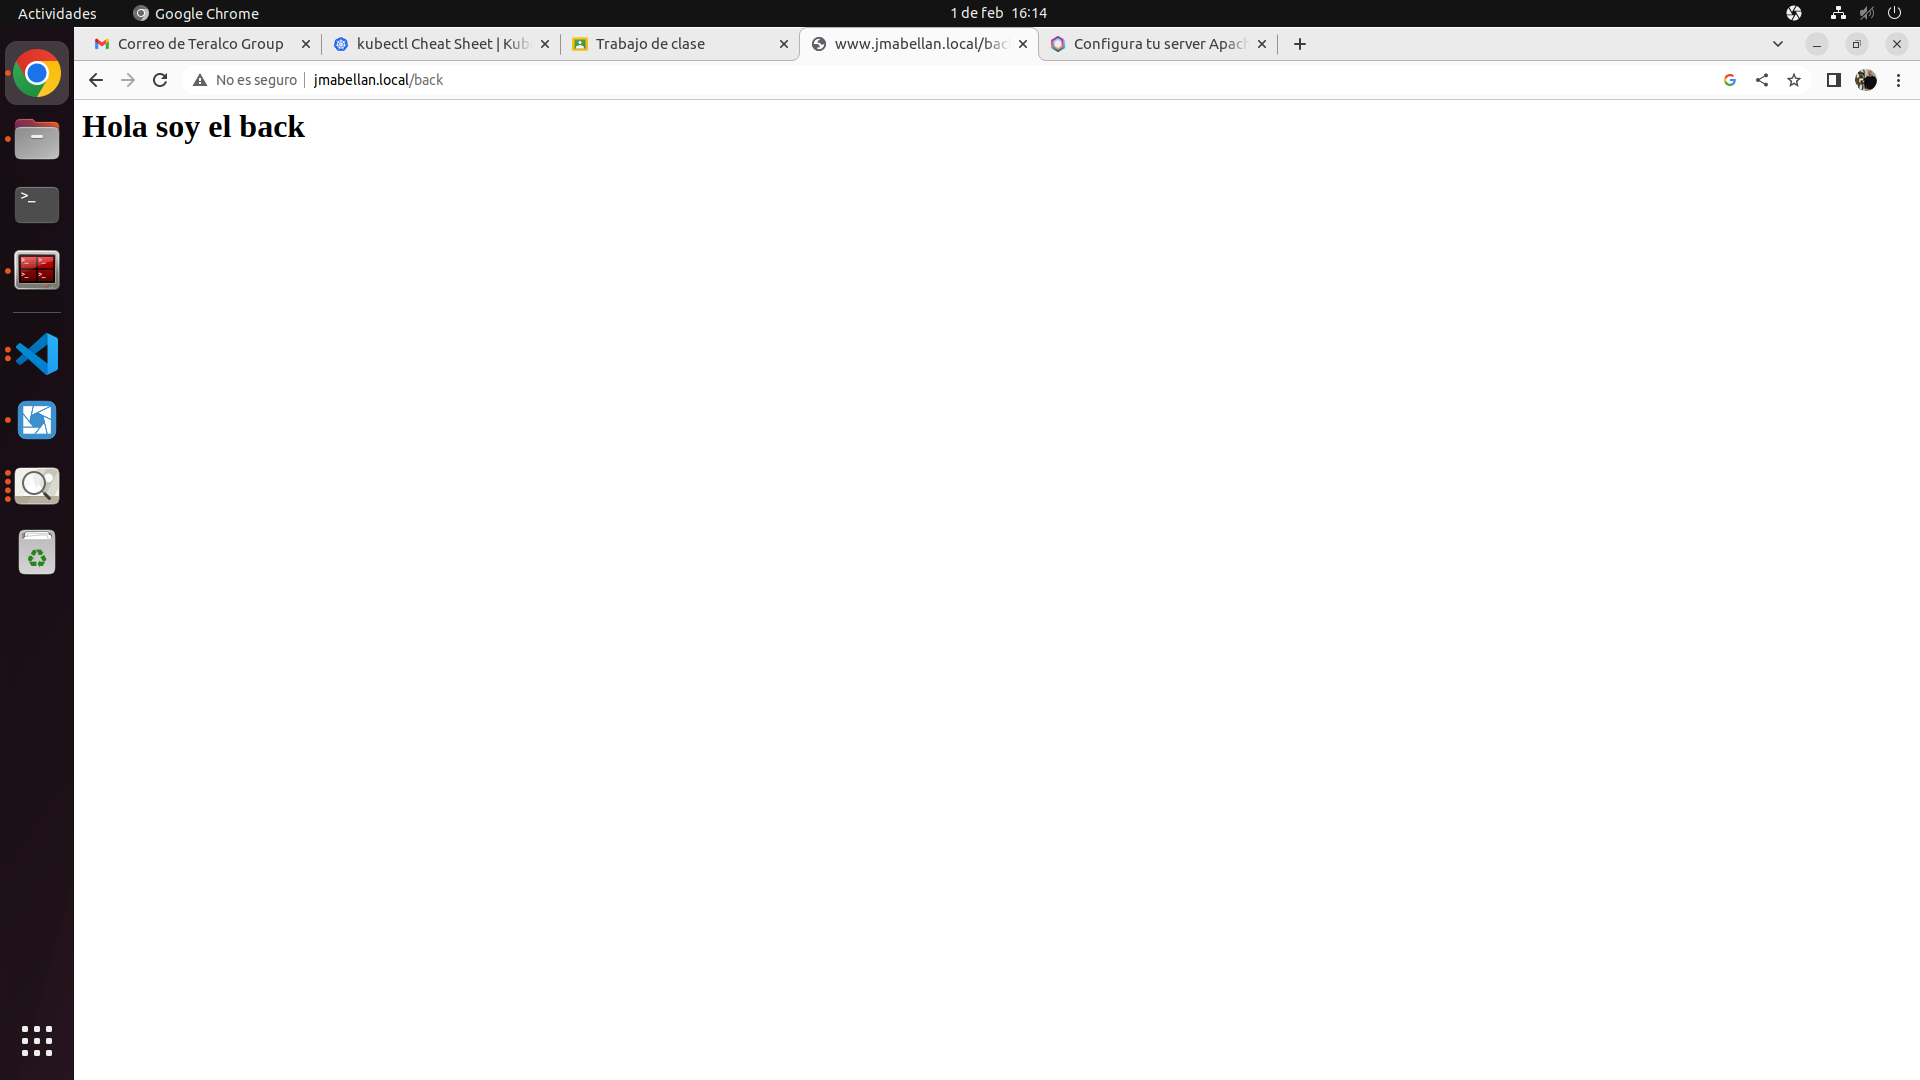 Actividades
Google Chrome
1 de feb 16:14
Correo de Teralco Group
kubectl Cheat Sheet | Kub
Trabajo de clase
www.jmabellan.local/bac
Configura tu server Apach
No es seguro
jmabellan.local/back
Hola soy el back